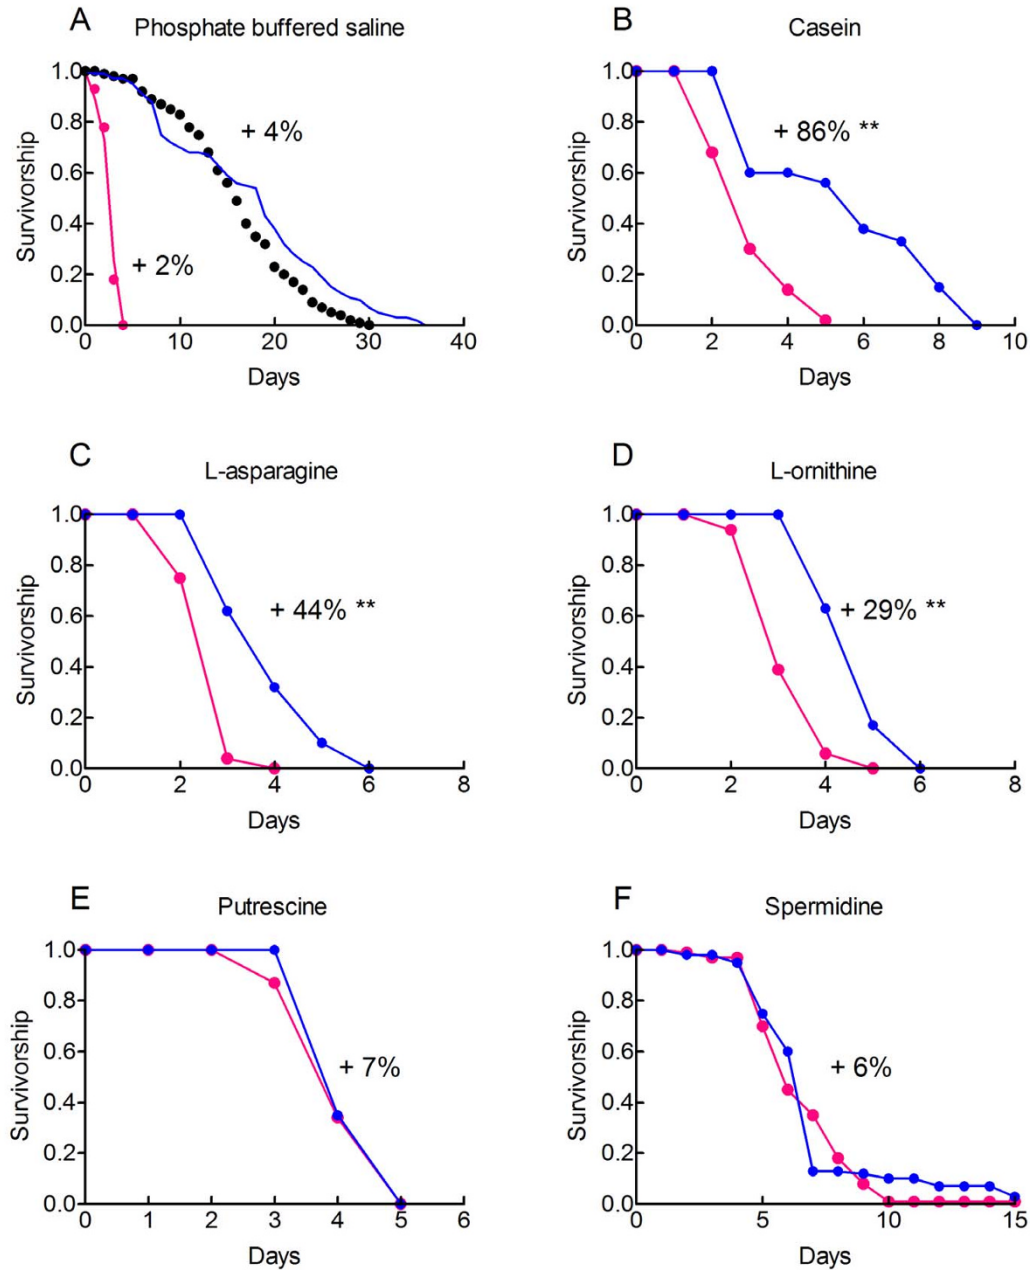 A
Phosphate buffered saline
1.0
0.8
0.6
0.4
0.2
0.0
Survivorship
+ 4%
+ 2%
0 10 20 30 40
Days
B
Casein
1.0
0.8
0.6
0.4
0.2
0.0
Survivorship
+ 86% **
0 2 4 6 8 10
Days
C
L-asparagine
1.0
0.8
0.6
0.4
0.2
0.0
Survivorship
+ 44% **
0 2 4 6 8
Days
D
L-ornithine
1.0
0.8
0.6
0.4
0.2
0.0
Survivorship
+ 29% **
0 2 4 6 8
Days
E
Putrescine
1.0
0.8
0.6
0.4
0.2
0.0
Survivorship
+ 7%
0 1 2 3 4 5 6
Days
F
Spermidine
1.0
0.8
0.6
0.4
0.2
0.0
Survivorship
+ 6%
0 5 10 15
Days